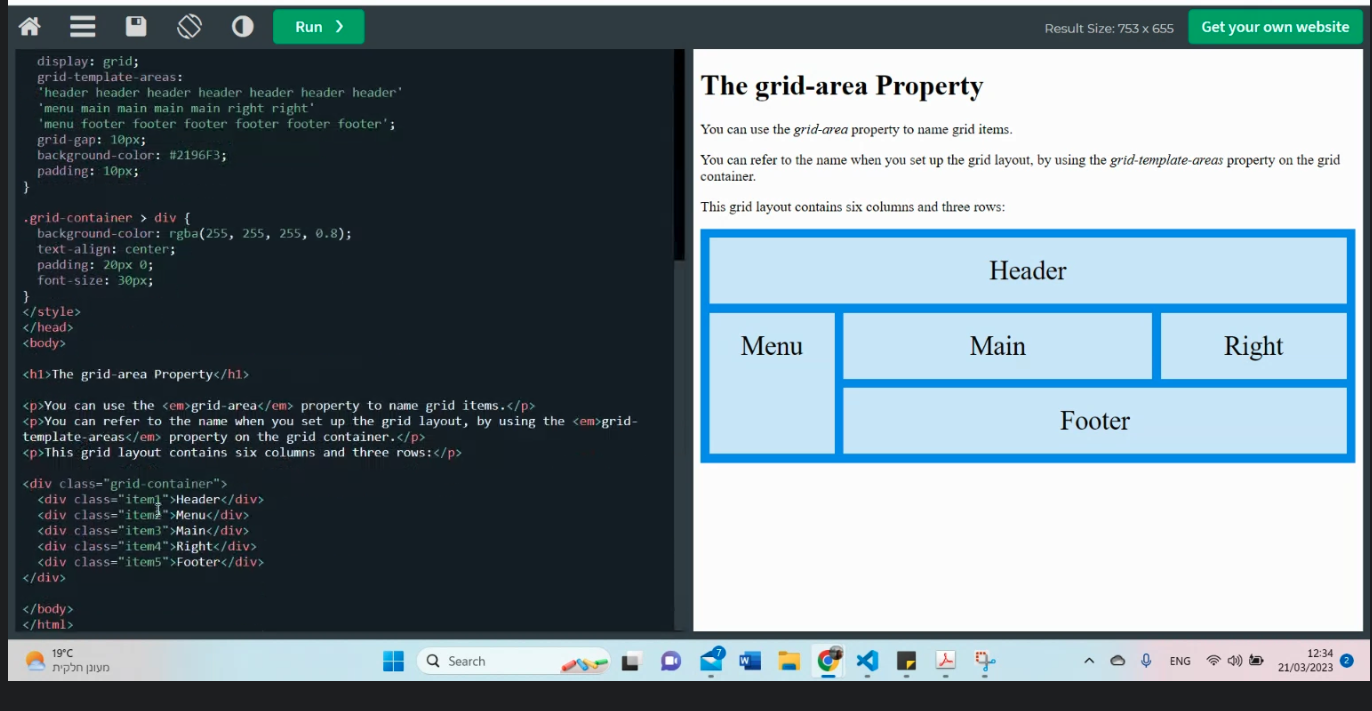 Run ❯
Result Size: 753 x 655
Get your own website
display: grid;
grid-template-areas:
'header header header header header header header'
'menu main main main main right right'
'menu footer footer footer footer footer footer';
grid-gap: 10px;
background-color: #2196F3;
padding: 10px;
}
.grid-container > div {
background-color: rgba(255, 255, 255, 0.8);
text-align: center;
padding: 20px 0;
font-size: 30px;
}
</style>
</head>
<body>
<h1>The grid-area Property</h1>
<p>You can use the <em>grid-area</em> property to name grid items.</p>
<p>You can refer to the name when you set up the grid layout, by using the <em>grid-
template-areas</em> property on the grid container.</p>
<p>This grid layout contains six columns and three rows:</p>
<div class="grid-container">
<div class="item1">Header</div>
<div class="item2">Menu</div>
<div class="item3">Main</div>
<div class="item4">Right</div>
<div class="item5">Footer</div>
</div>
</body>
</html>
The grid-area Property
You can use the grid-area property to name grid items.
You can refer to the name when you set up the grid layout, by using the grid-template-areas property on the grid
container.
This grid layout contains six columns and three rows:
Header
Menu
Main
Right
Footer
19°C
מעונן חלקית
Search
7
ENG
12:34
21/03/2023
2